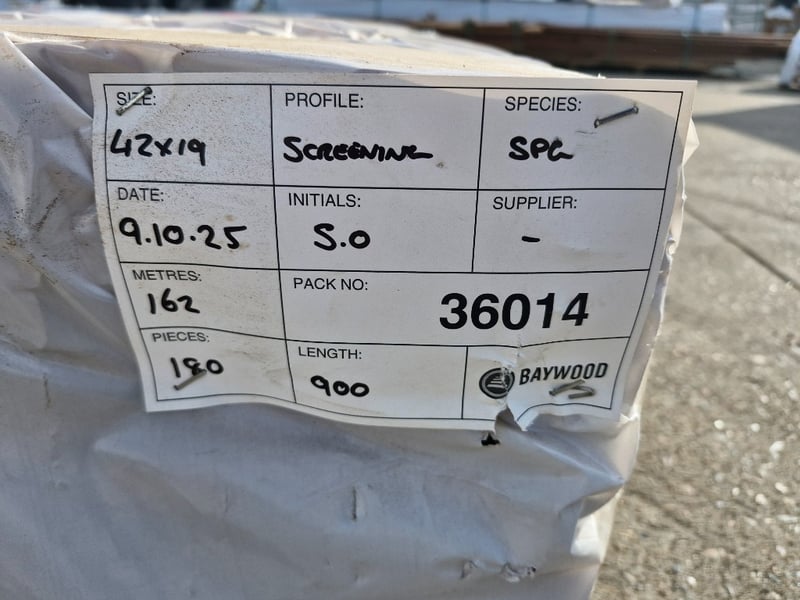 SIZE: PROFILE: SPECIES:
42x19 SCREENING SPG
DATE: INITIALS: SUPPLIER:
9.10.25 S.O -
METRES: PACK NO:
162 36014
PIECES: LENGTH:
180 900
BAYWOOD